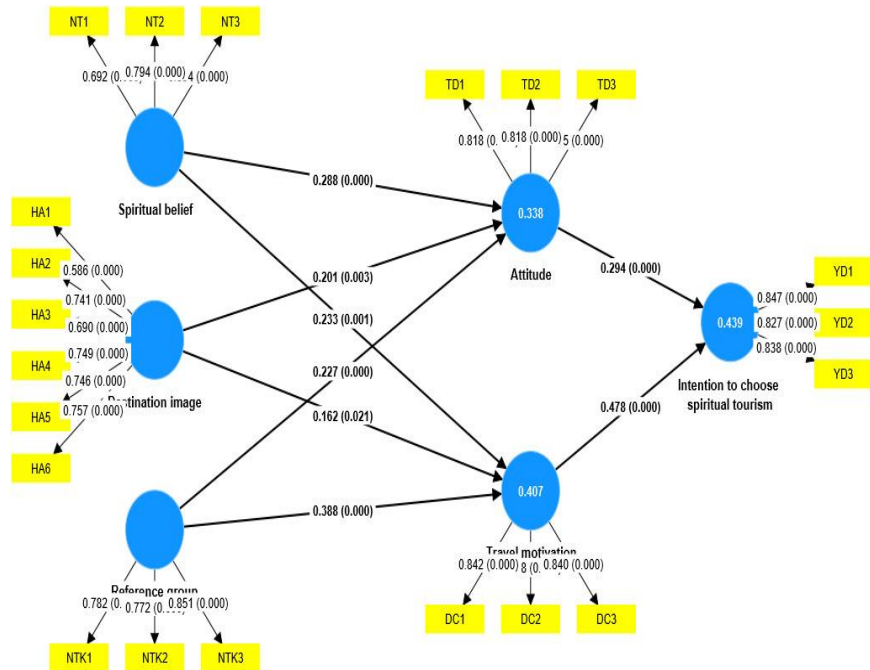 NT1 NT2 NT3
0.692 0.794 (0.000) (0.000)
Spiritual belief
TD1 TD2 TD3
0.818 0.818 (0.000) (0.000)
0.338
Attitude
0.288 (0.000)
0.201 (0.003)
0.233 (0.001)
0.227 (0.000)
0.162 (0.021)
0.388 (0.000)
HA1
HA2
HA3
HA4
HA5
HA6
0.586 (0.000)
0.741 (0.000)
0.690 (0.000)
0.749 (0.000)
0.746 (0.000)
0.757 (0.000)
Destination image
0.294 (0.000)
0.478 (0.000)
0.439
0.847 (0.000)
0.827 (0.000)
0.838 (0.000)
YD1
YD2
YD3
Intention to choose
spiritual tourism
0.407
Travel motivation
0.842 (0.000) 0.840 (0.000)
DC1 DC2 DC3
Reference group
0.782 0.772 0.851 (0.000)
NTK1 NTK2 NTK3